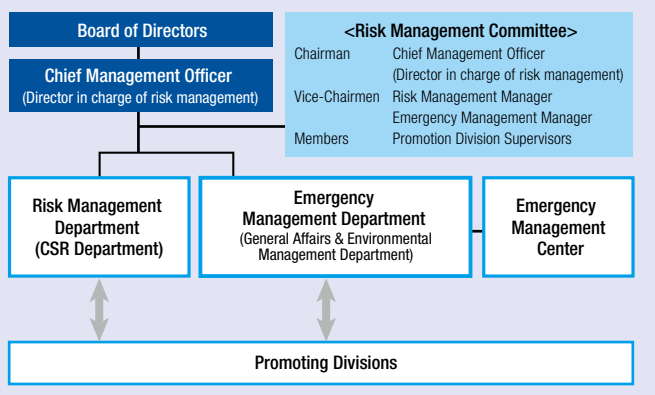 Board of Directors
Chief Management Officer
(Director in charge of risk management)
<Risk Management Committee>
Chairman Chief Management Officer
(Director in charge of risk management)
Vice-Chairmen Risk Management Manager
Emergency Management Manager
Members Promotion Division Supervisors
Risk Management
Department
(CSR Department)
Emergency
Management Department
(General Affairs & Environmental
Management Department)
Emergency
Management
Center
Promoting Divisions